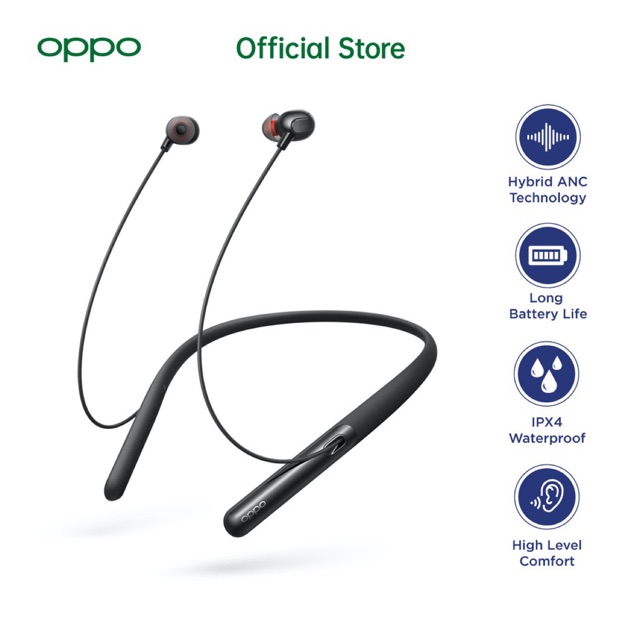 oppo
Official Store
Hybrid ANC
Technology
Long
Battery Life
IPX4
Waterproof
High Level
Comfort
oppo